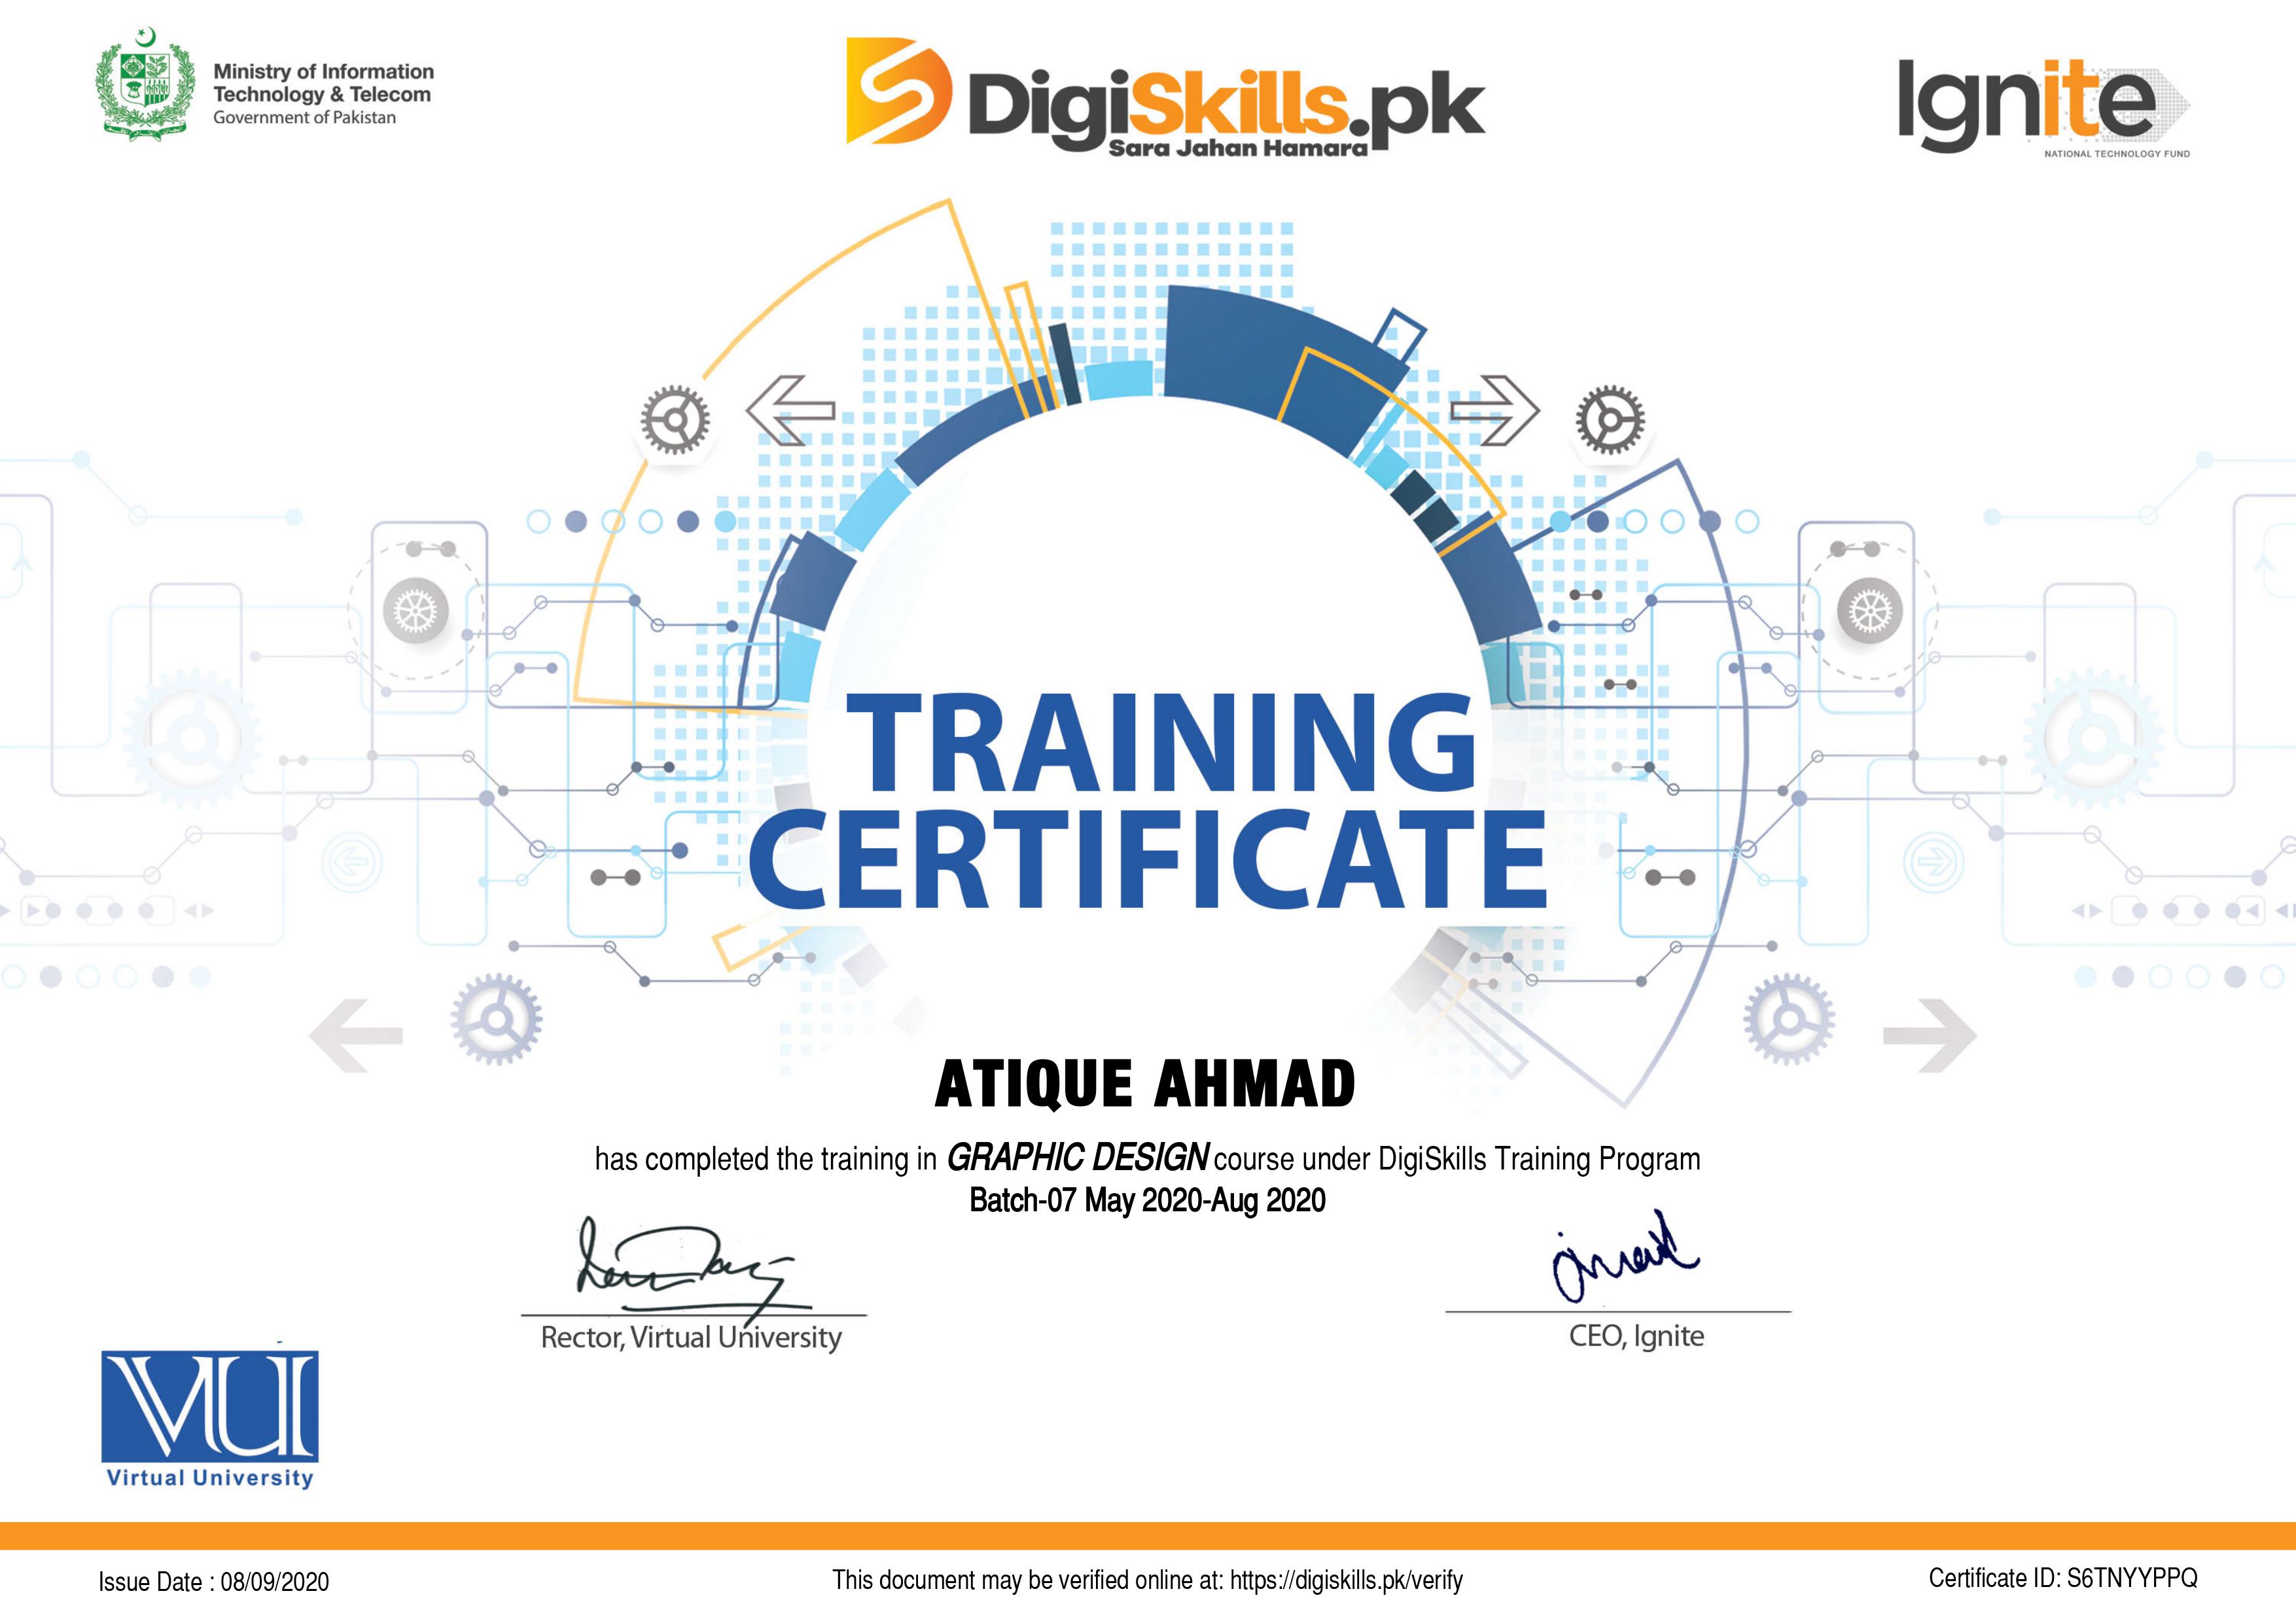 Ministry of Information
Technology & Telecom
Government of Pakistan
DigiSkills.pk
Sara Jahan Hamara
Ignite
NATIONAL TECHNOLOGY FUND
TRAINING
CERTIFICATE
ATIQUE AHMAD
has completed the training in GRAPHIC DESIGN course under DigiSkills Training Program
Batch-07 May 2020-Aug 2020
Rector, Virtual University
CEO, Ignite
VU
Virtual University
Issue Date : 08/09/2020
This document may be verified online at: https://digiskills.pk/verify
Certificate ID: S6TNYYPPQ